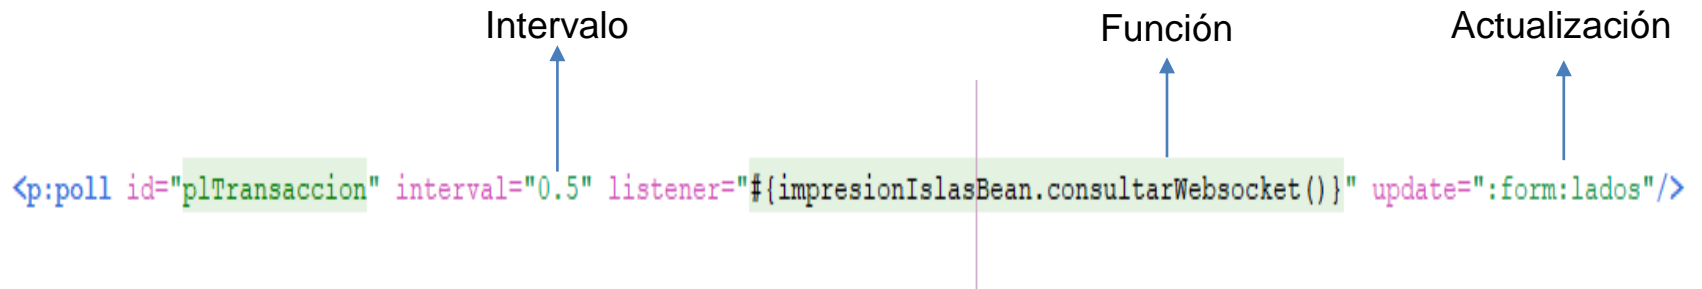 Intervalo Función Actualización
<p:poll id="plTransaccion" interval="0.5" listener="#{impresionIslasBean.consultarWebsocket()}" update=":form:lados"/>